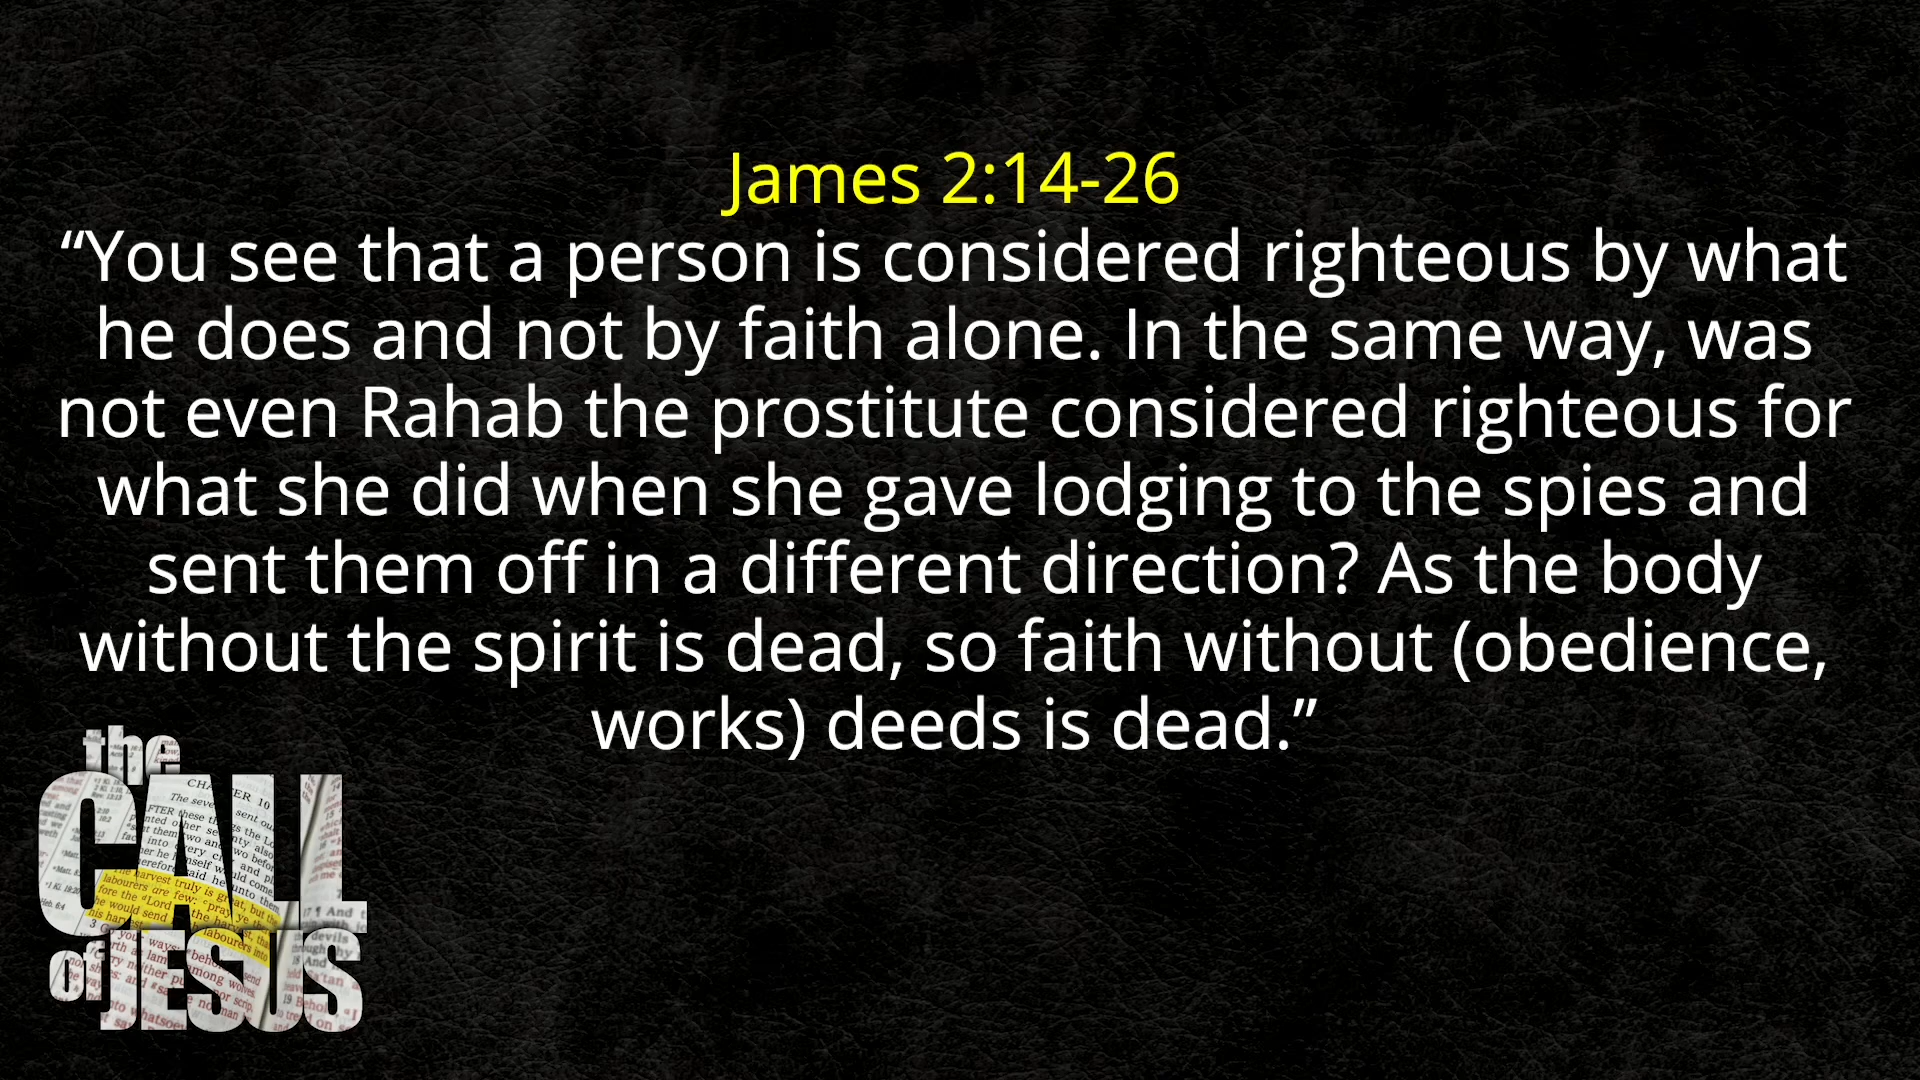 James 2:14-26
“You see that a person is considered righteous by what
he does and not by faith alone. In the same way, was
not even Rahab the prostitute considered righteous for
what she did when she gave lodging to the spies and
sent them off in a different direction? As the body
without the spirit is dead, so faith without (obedience,
works) deeds is dead.”
the
CALL
of JESUS